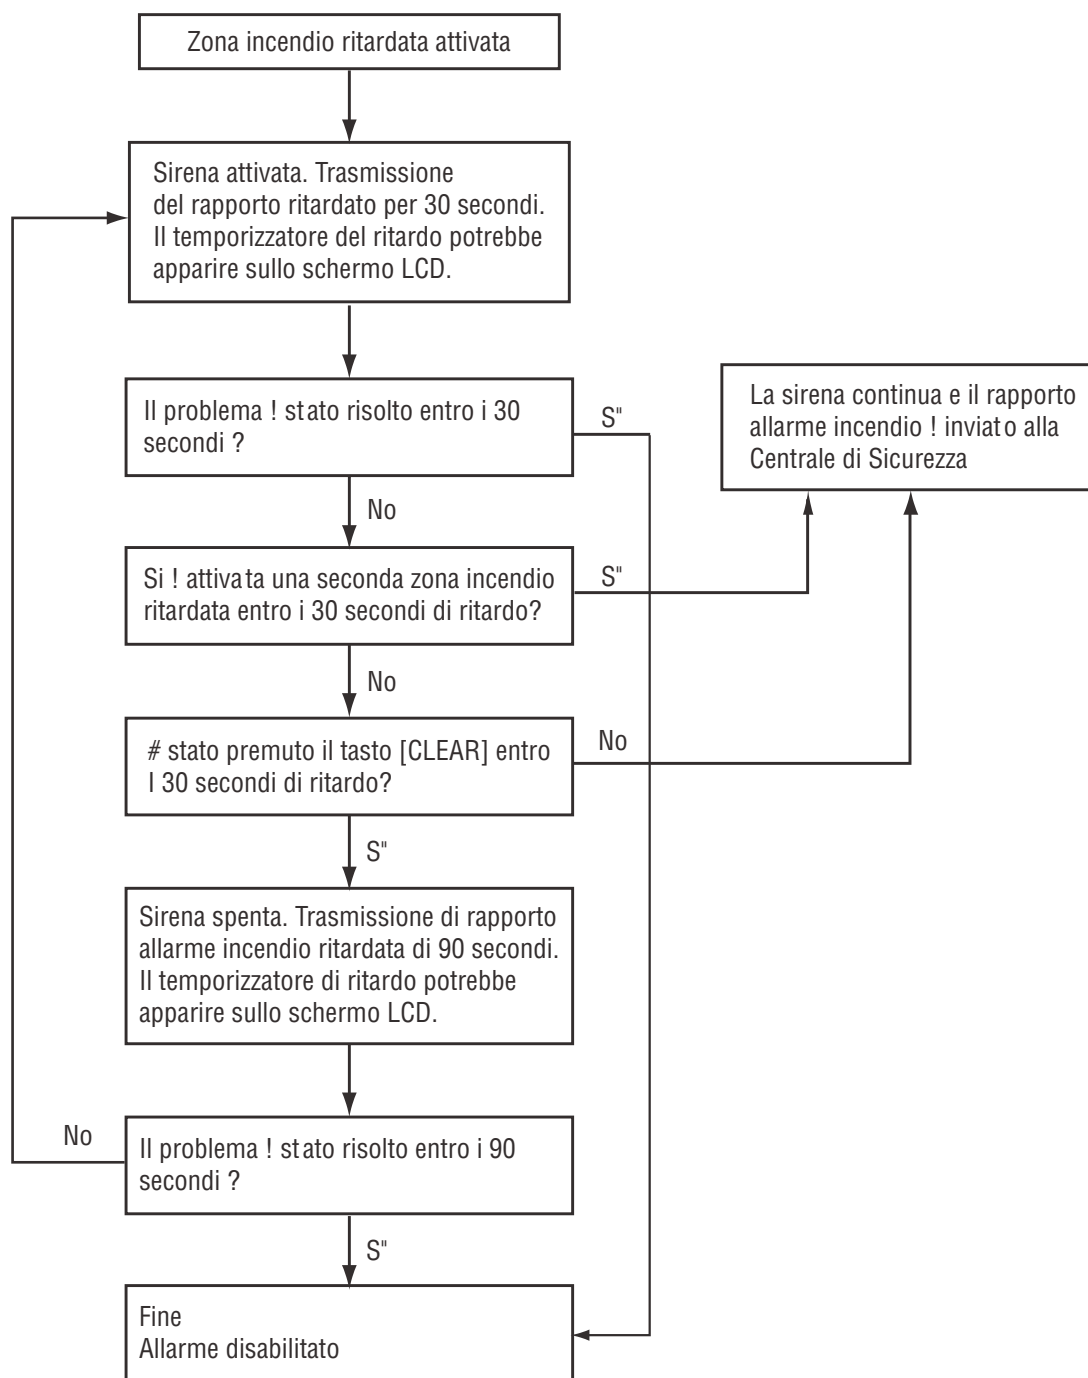 Zona incendio ritardata attivata
Sirena attivata. Trasmissione
del rapporto ritardato per 30 secondi.
Il temporizzatore del ritardo potrebbe
apparire sullo schermo LCD.
Il problema ! stato risolto entro i 30
secondi ?
S"
La sirena continua e il rapporto
allarme incendio ! inviato alla
Centrale di Sicurezza
No
Si ! attivata una seconda zona incendio
ritardata entro i 30 secondi di ritardo?
S"
No
# stato premuto il tasto [CLEAR] entro
I 30 secondi di ritardo?
No
S"
Sirena spenta. Trasmissione di rapporto
allarme incendio ritardata di 90 secondi.
Il temporizzatore di ritardo potrebbe
apparire sullo schermo LCD.
No
Il problema ! stato risolto entro i 90
secondi ?
S"
Fine
Allarme disabilitato